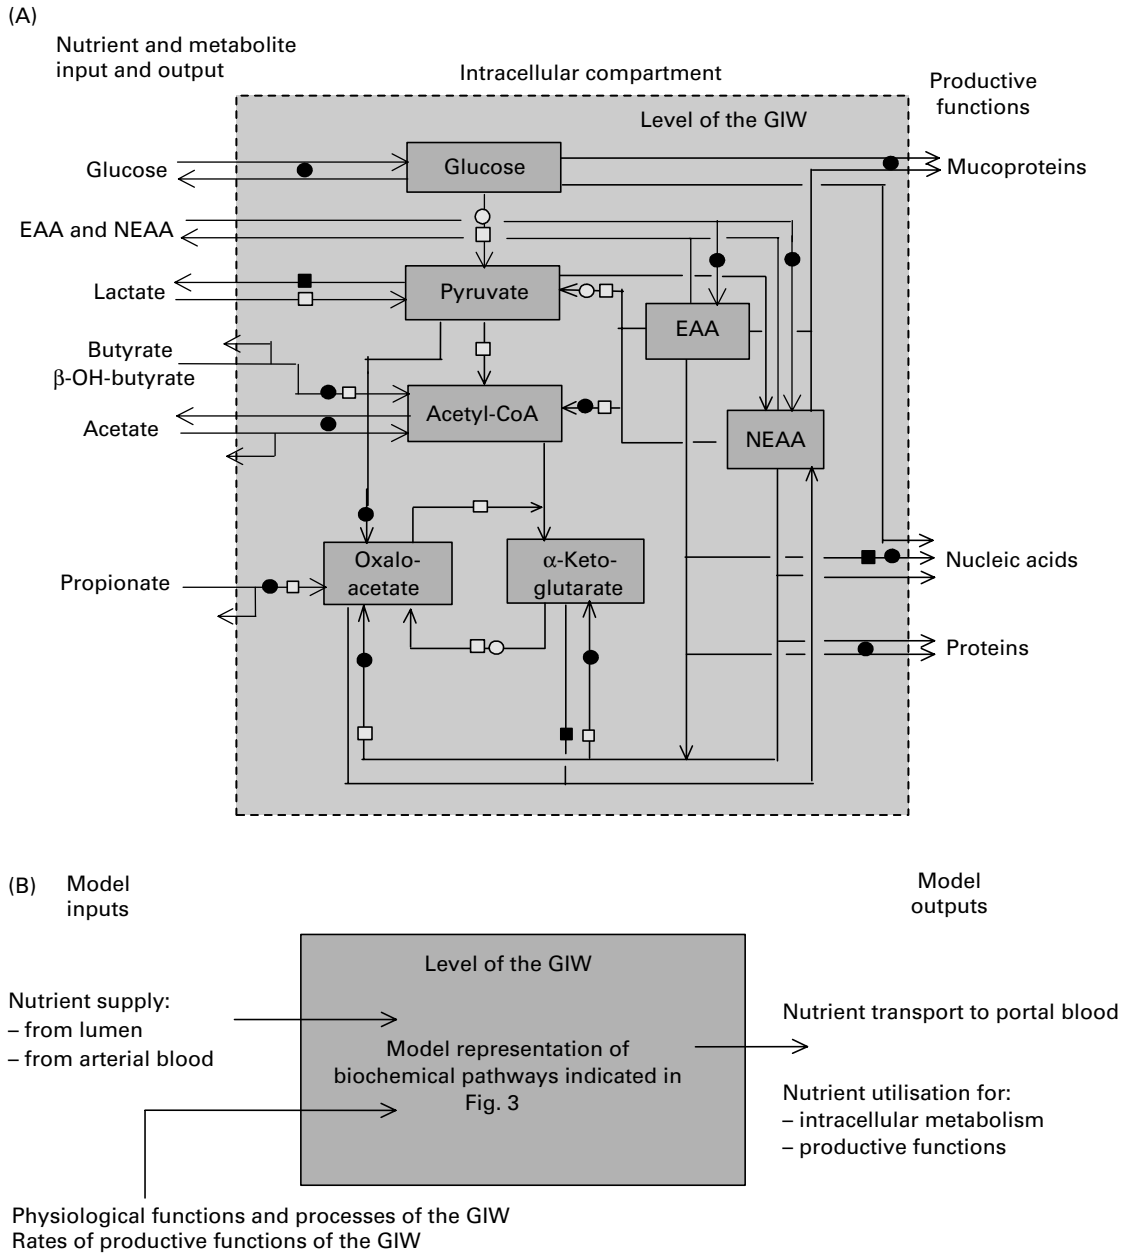 (A)
Nutrient and metabolite
input and output
Intracellular compartment
Productive
functions
Level of the GIW
Glucose
Glucose
Mucoproteins
EAA and NEAA
Lactate
Pyruvate
EAA
Butyrate
β-OH-butyrate
Acetyl-CoA
Acetate
NEAA
Oxalo-
acetate
α-Keto-
glutarate
Nucleic acids
Propionate
Proteins
(B)
Model
inputs
Model
outputs
Level of the GIW
Nutrient supply:
– from lumen
– from arterial blood
Model representation of
biochemical pathways indicated in
Fig. 3
Nutrient transport to portal blood
Nutrient utilisation for:
– intracellular metabolism
– productive functions
Physiological functions and processes of the GIW
Rates of productive functions of the GIW